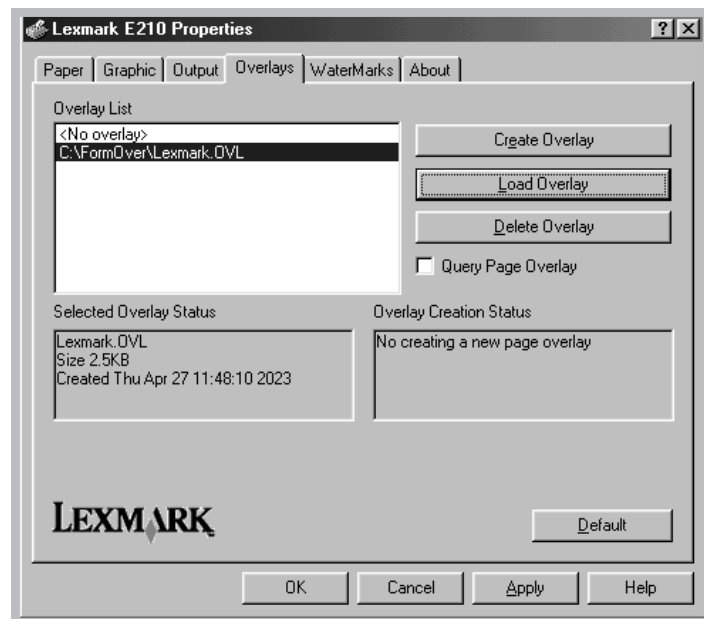 Lexmark E210 Properties
Paper Graphic Output Overlays WaterMarks About
Overlay List
<No overlay>
C:\FormOver\Lexmark.OVL
Create Overlay
Load Overlay
Delete Overlay
Query Page Overlay
Selected Overlay Status
Lexmark.OVL
Size 2.5KB
Created Thu Apr 27 11:48:10 2023
Overlay Creation Status
No creating a new page overlay
LEXMARK
Default
OK Cancel Apply Help